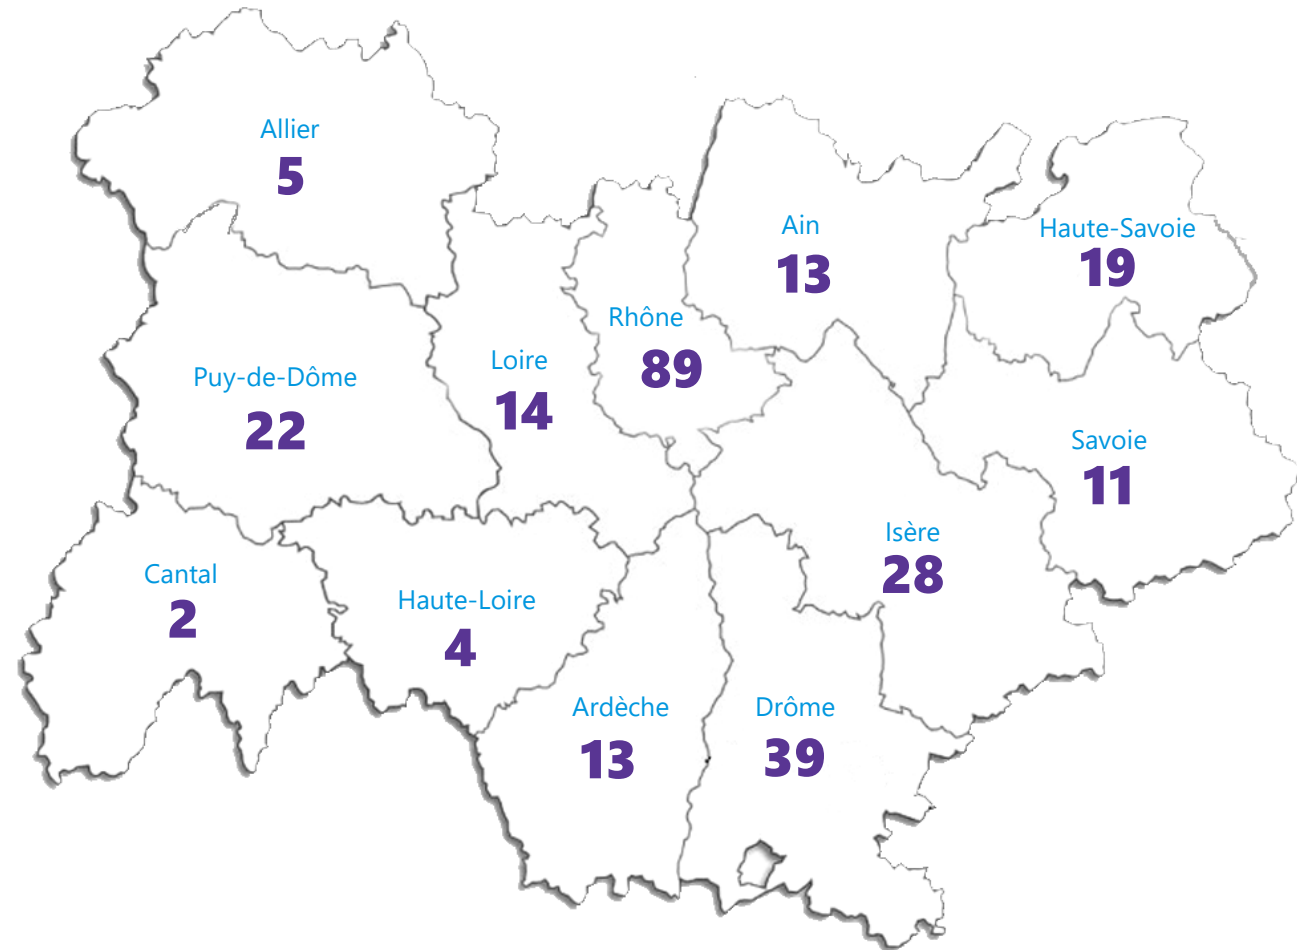 Allier
5
Ain
13
Haute-Savoie
19
Rhône
89
Loire
14
Puy-de-Dôme
22
Savoie
11
Isère
28
Cantal
2
Haute-Loire
4
Ardèche
13
Drôme
39